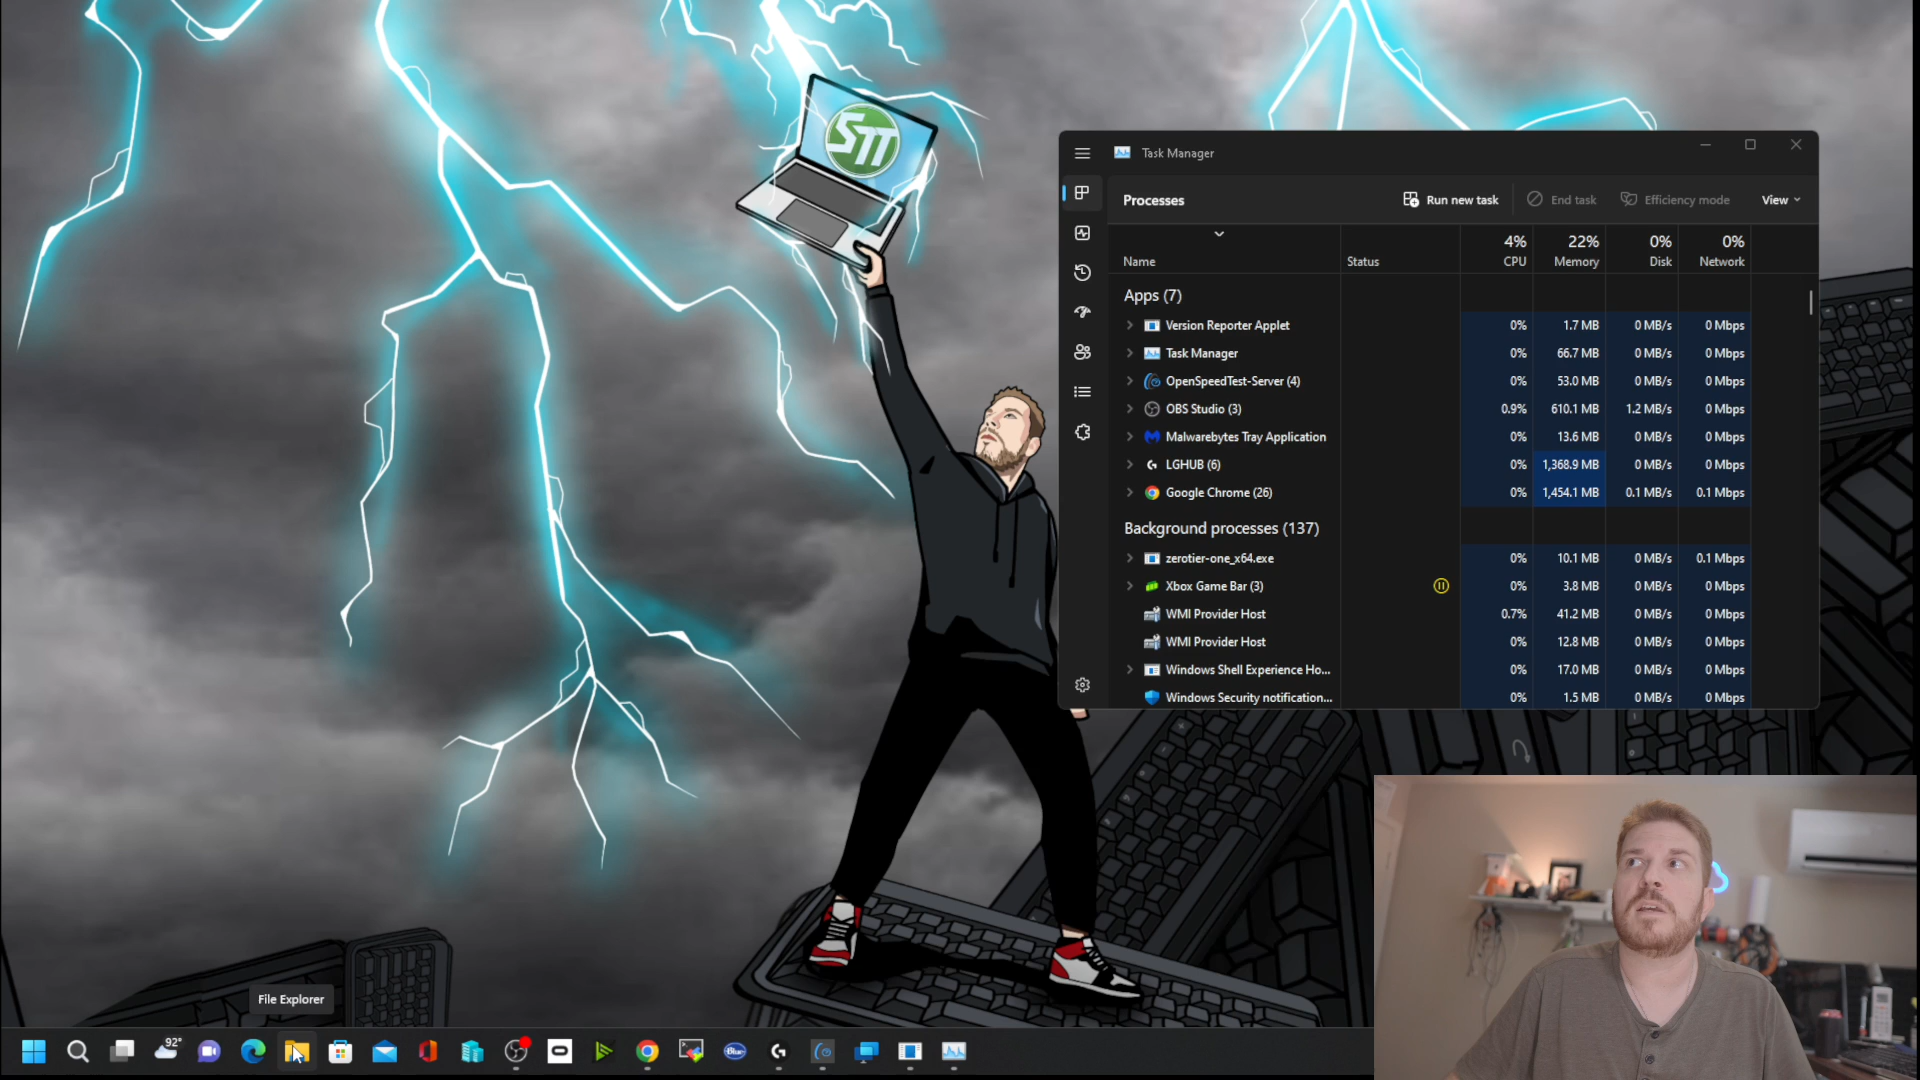 STT
Task Manager
Processes
Run new task
End task
Efficiency mode
View
4%
22%
0%
0%
Name
Status
CPU
Memory
Disk
Network
Apps (7)
Version Reporter Applet 0% 1.7 MB 0 MB/s 0 Mbps
Task Manager 0% 66.7 MB 0 MB/s 0 Mbps
OpenSpeedTest-Server (4) 0% 53.0 MB 0 MB/s 0 Mbps
OBS Studio (3) 0.9% 610.1 MB 1.2 MB/s 0 Mbps
Malwarebytes Tray Application 0% 13.6 MB 0 MB/s 0 Mbps
LGHUB (6) 0% 1,368.9 MB 0 MB/s 0 Mbps
Google Chrome (26) 0% 1,454.1 MB 0.1 MB/s 0.1 Mbps
Background processes (137)
zerotier-one_x64.exe 0% 10.1 MB 0 MB/s 0.1 Mbps
Xbox Game Bar (3) 0% 3.8 MB 0 MB/s 0 Mbps
WMI Provider Host 0.7% 41.2 MB 0 MB/s 0 Mbps
WMI Provider Host 0% 12.8 MB 0 MB/s 0 Mbps
Windows Shell Experience Ho... 0% 17.0 MB 0 MB/s 0 Mbps
Windows Security notification... 0% 1.5 MB 0 MB/s 0 Mbps
File Explorer
92°
Blue